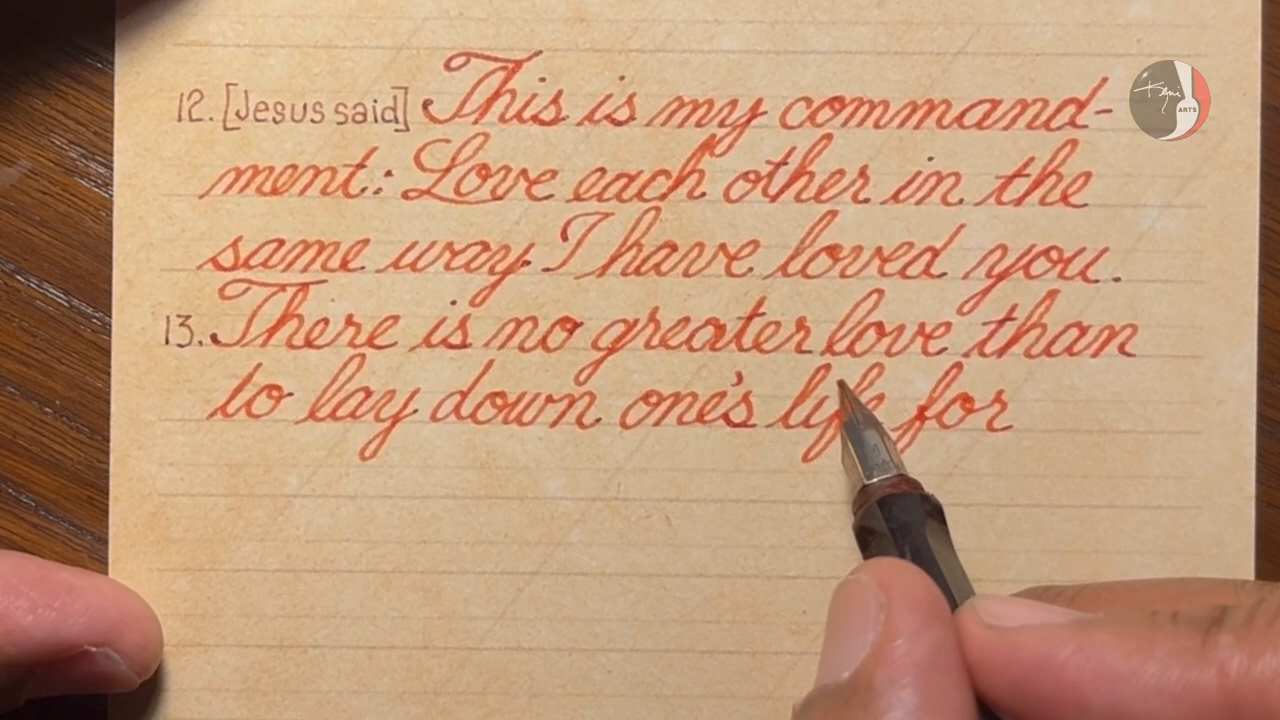 12. [Jesus said] This is my command-
ment: Love each other in the
same way I have loved you.
13. There is no greater love than
to lay down one's life for
ARTS